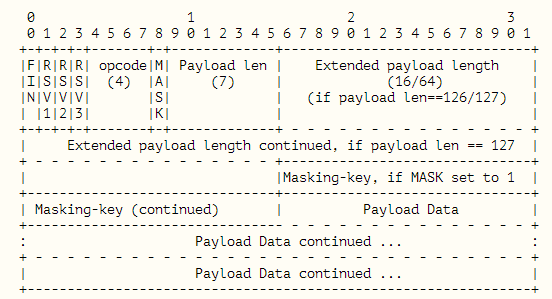 0                   1                   2                   3
 0 1 2 3 4 5 6 7 8 9 0 1 2 3 4 5 6 7 8 9 0 1 2 3 4 5 6 7 8 9 0 1
+-+-+-+-+-------+-+-------------+-------------------------------+
|F|R|R|R| opcode|M| Payload len |    Extended payload length    |
|I|S|S|S|  (4)  |A|     (7)     |             (16/64)           |
|N|V|V|V|       |S|             |   (if payload len==126/127)   |
| |1|2|3|       |K|             |                               |
+-+-+-+-+-------+-+-------------+ - - - - - - - - - - - - - - - +
|     Extended payload length continued, if payload len == 127  |
+ - - - - - - - - - - - - - - - +-------------------------------+
|                               |Masking-key, if MASK set to 1  |
+-------------------------------+-------------------------------+
| Masking-key (continued)       |          Payload Data         |
+-------------------------------- - - - - - - - - - - - - - - - +
:                     Payload Data continued ...                :
+ - - - - - - - - - - - - - - - - - - - - - - - - - - - - - - - +
|                     Payload Data continued ...                |
+---------------------------------------------------------------+